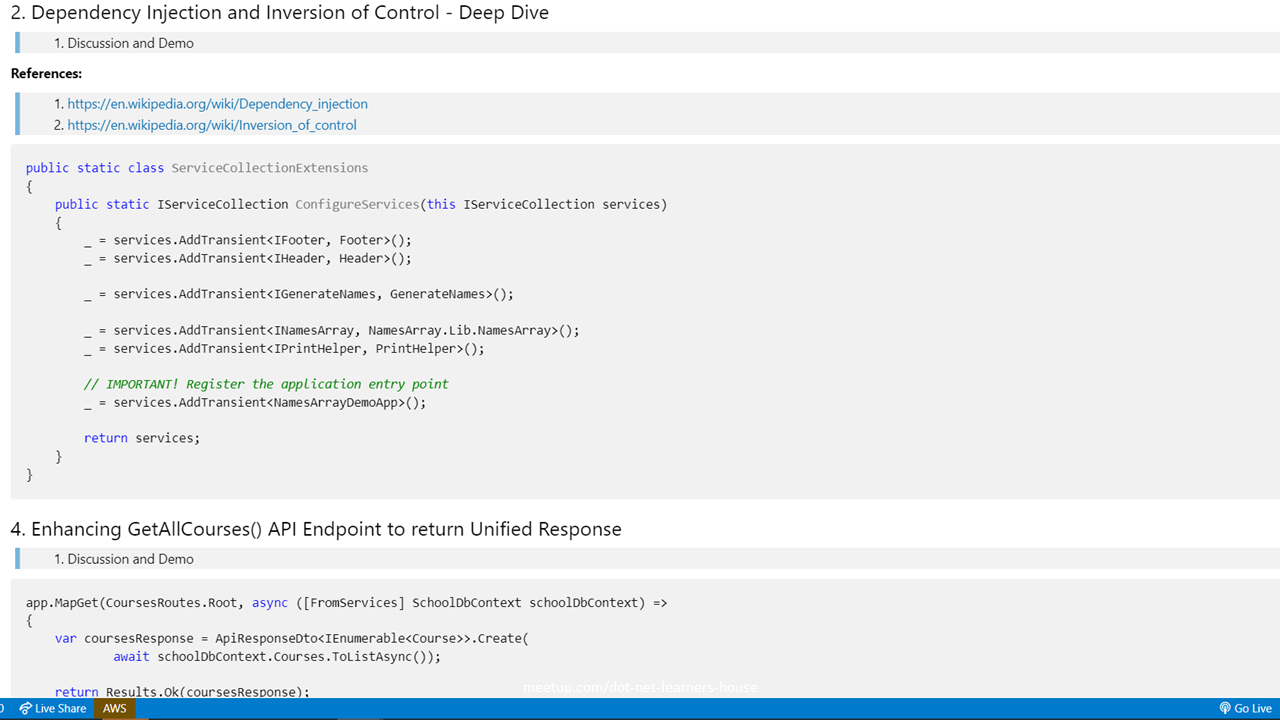 2. Dependency Injection and Inversion of Control - Deep Dive
1. Discussion and Demo
References:
1. https://en.wikipedia.org/wiki/Dependency_injection
2. https://en.wikipedia.org/wiki/Inversion_of_control
public static class ServiceCollectionExtensions
{
    public static IServiceCollection ConfigureServices(this IServiceCollection services)
    {
        _ = services.AddTransient<IFooter, Footer>();
        _ = services.AddTransient<IHeader, Header>();
        _ = services.AddTransient<IGenerateNames, GenerateNames>();
        _ = services.AddTransient<INamesArray, NamesArray.Lib.NamesArray>();
        _ = services.AddTransient<IPrintHelper, PrintHelper>();
        // IMPORTANT! Register the application entry point
        _ = services.AddTransient<NamesArrayDemoApp>();
        return services;
    }
}
4. Enhancing GetAllCourses() API Endpoint to return Unified Response
1. Discussion and Demo
app.MapGet(CoursesRoutes.Root, async ([FromServices] SchoolDbContext schoolDbContext) =>
{
    var coursesResponse = ApiResponseDto<IEnumerable<Course>>.Create(
            await schoolDbContext.Courses.ToListAsync());
    return Results.Ok(coursesResponse);
meetup.com/dot-net-learners-house
0 Live Share AWS Go Live